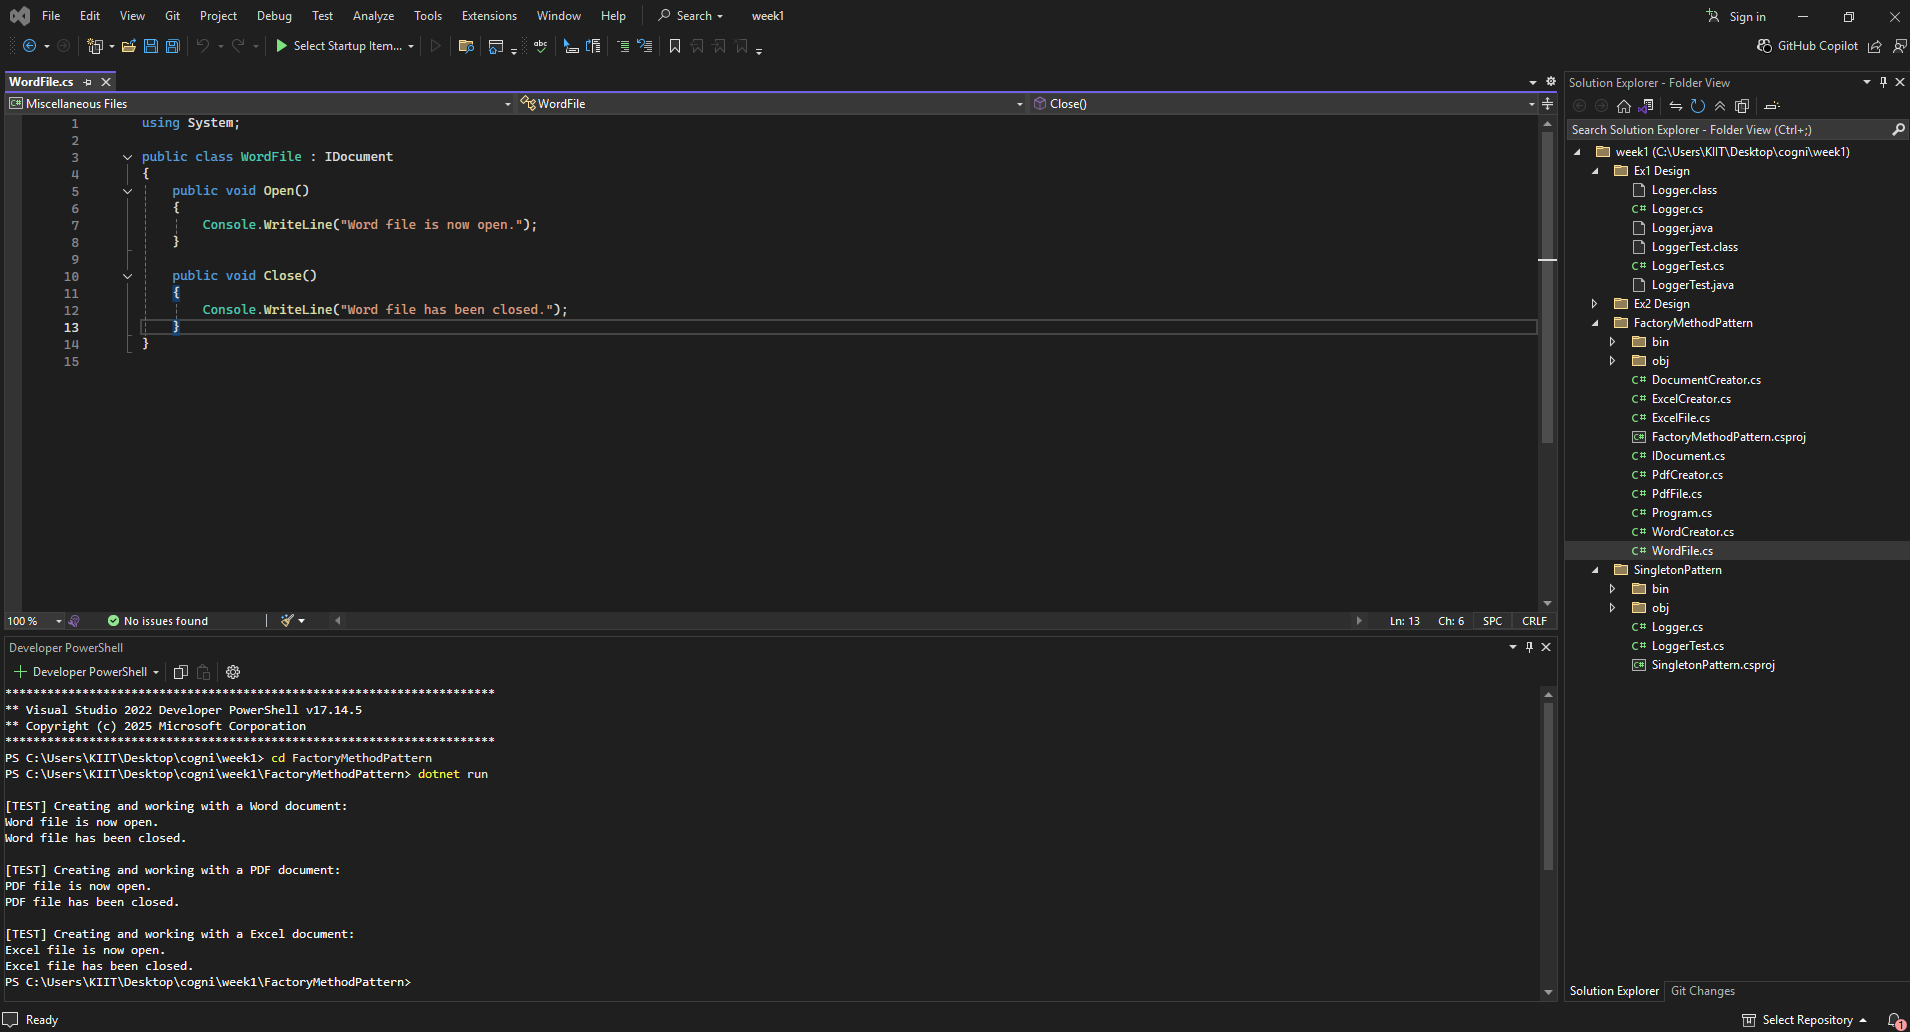 File Edit View Git Project Debug Test Analyze Tools Extensions Window Help Search week1 Sign in
Select Startup Item... GitHub Copilot
WordFile.cs
Miscellaneous Files WordFile Close()
1 using System;
2
3 public class WordFile : IDocument
4 {
5 public void Open()
6 {
7 Console.WriteLine("Word file is now open.");
8 }
9
10 public void Close()
11 {
12 Console.WriteLine("Word file has been closed.");
13 }
14 }
15
100 % No issues found Ln: 13 Ch: 6 SPC CRLF
Developer PowerShell
Developer PowerShell
**********************************************************************
** Visual Studio 2022 Developer PowerShell v17.14.5
** Copyright (c) 2025 Microsoft Corporation
**********************************************************************
PS C:\Users\KIIT\Desktop\cogni\week1> cd FactoryMethodPattern
PS C:\Users\KIIT\Desktop\cogni\week1\FactoryMethodPattern> dotnet run
[TEST] Creating and working with a Word document:
Word file is now open.
Word file has been closed.
[TEST] Creating and working with a PDF document:
PDF file is now open.
PDF file has been closed.
[TEST] Creating and working with a Excel document:
Excel file is now open.
Excel file has been closed.
PS C:\Users\KIIT\Desktop\cogni\week1\FactoryMethodPattern>
Solution Explorer - Folder View
Search Solution Explorer - Folder View (Ctrl+;)
week1 (C:\Users\KIIT\Desktop\cogni\week1)
Ex1 Design
Logger.class
C# Logger.cs
Logger.java
LoggerTest.class
C# LoggerTest.cs
LoggerTest.java
Ex2 Design
FactoryMethodPattern
bin
obj
C# DocumentCreator.cs
C# ExcelCreator.cs
C# ExcelFile.cs
C# FactoryMethodPattern.csproj
C# IDocument.cs
C# PdfCreator.cs
C# PdfFile.cs
C# Program.cs
C# WordCreator.cs
C# WordFile.cs
SingletonPattern
bin
obj
C# Logger.cs
C# LoggerTest.cs
C# SingletonPattern.csproj
Solution Explorer Git Changes
Ready Select Repository 1